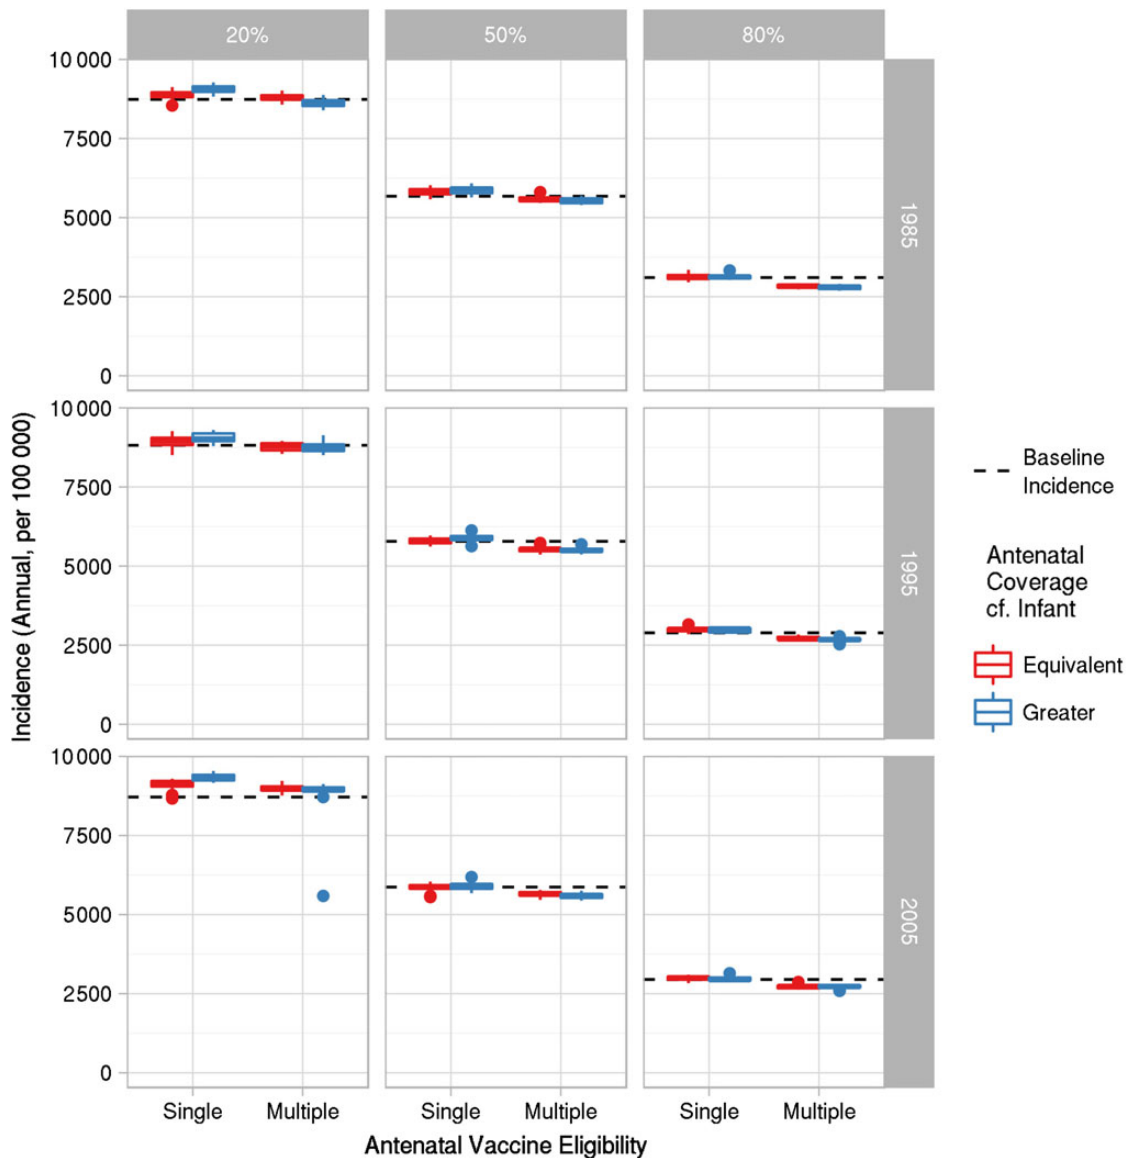 20% 50% 80%
10 000
7500
5000
2500
0
1985
10 000
7500
5000
2500
0
1995
10 000
7500
5000
2500
0
2005
Single Multiple Single Multiple Single Multiple
Antenatal Vaccine Eligibility
Incidence (Annual, per 100 000)
Baseline
Incidence
Antenatal
Coverage
cf. Infant
Equivalent
Greater